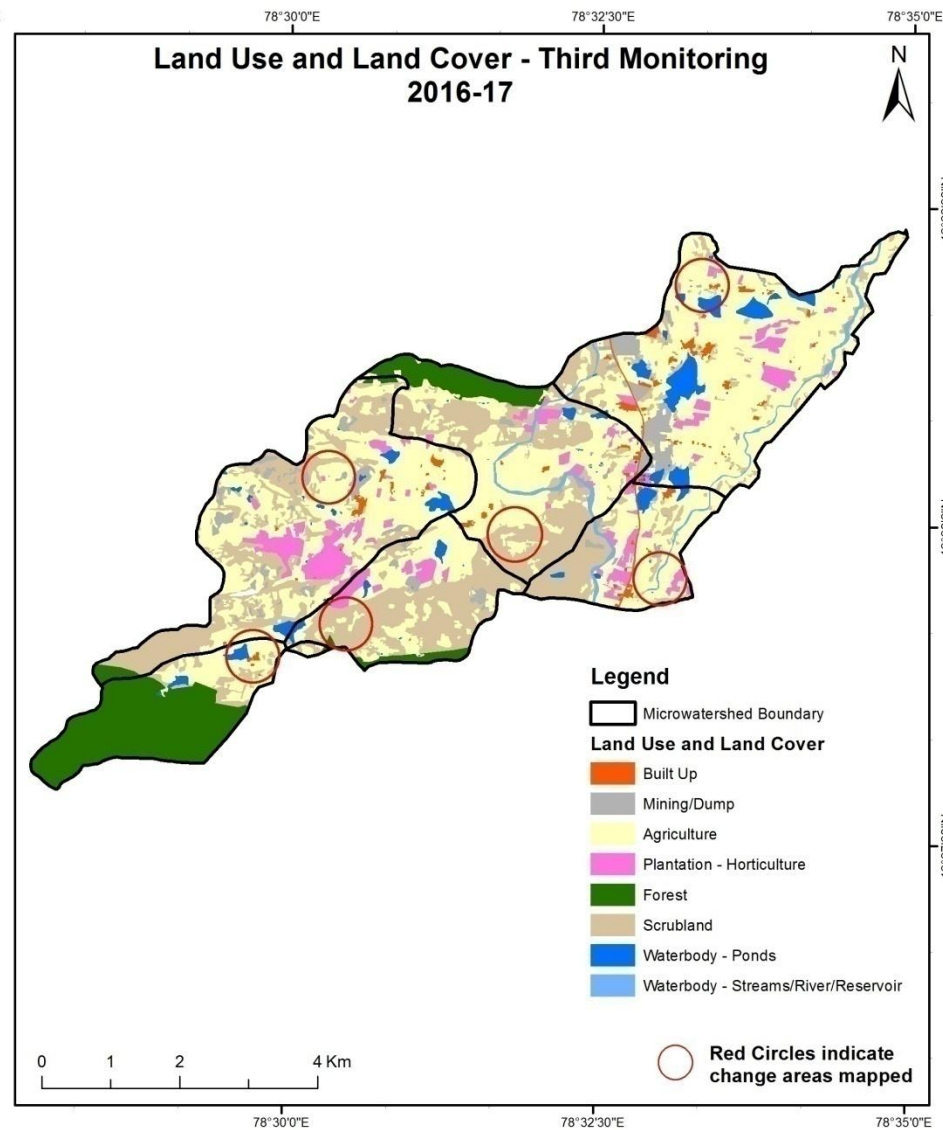 78°30'0"E 78°32'30"E 78°35'0"E
Land Use and Land Cover - Third Monitoring
2016-17
N
Legend
Microwatershed Boundary
Land Use and Land Cover
Built Up
Mining/Dump
Agriculture
Plantation - Horticulture
Forest
Scrubland
Waterbody - Ponds
Waterbody - Streams/River/Reservoir
0 1 2 4 Km
Red Circles indicate
change areas mapped
78°30'0"E 78°32'30"E 78°35'0"E